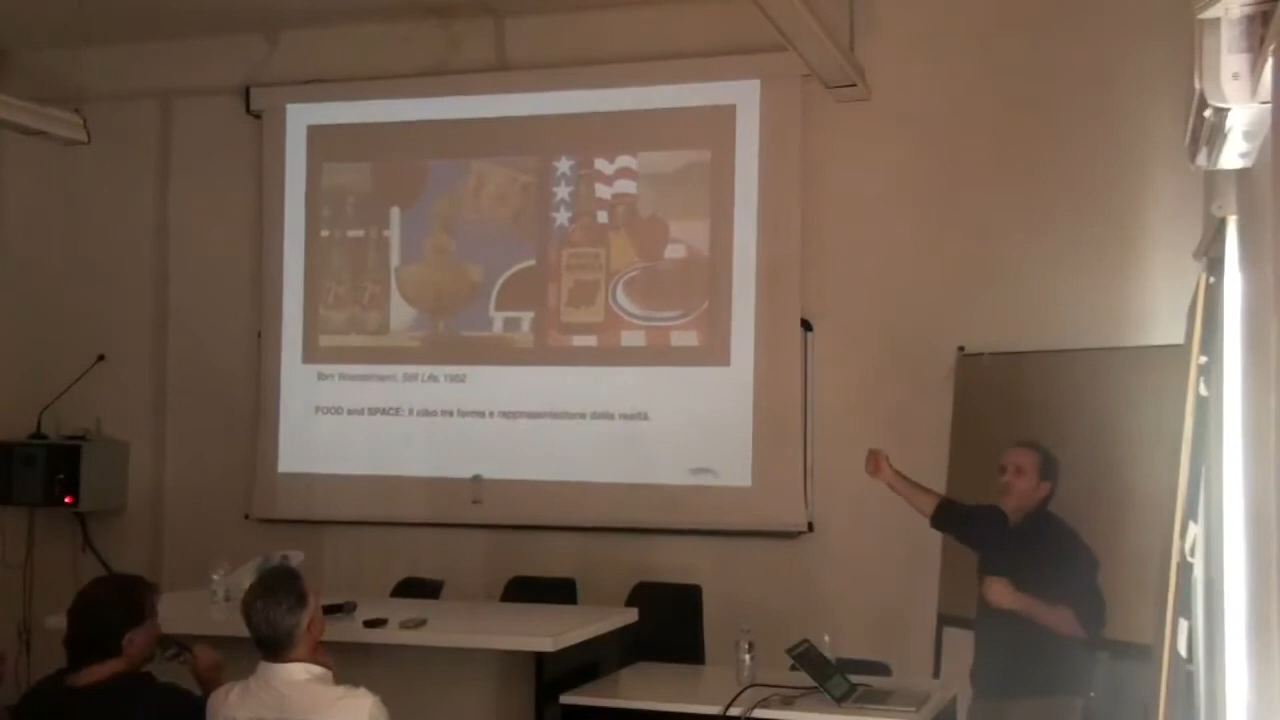 Tom Wesselmann, Still Life, 1962
FOOD and SPACE: il cibo tra forma e rappresentazione della realtà.